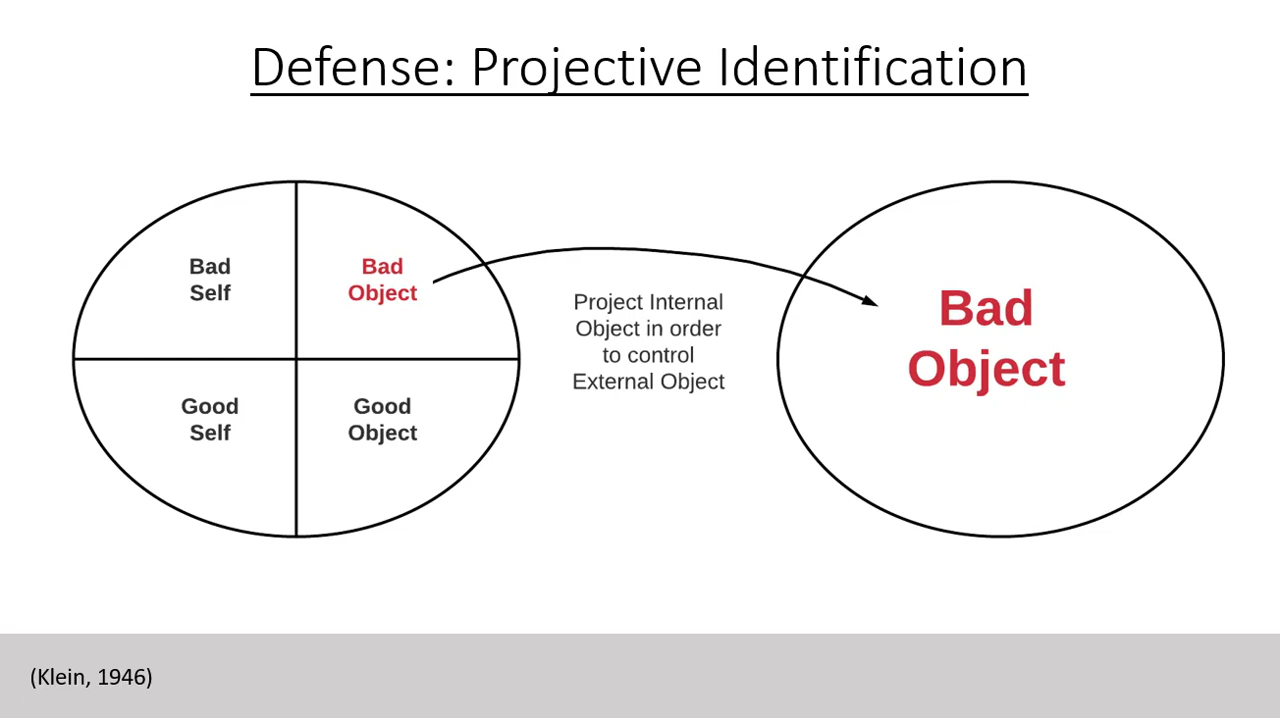 Defense: Projective Identification
Bad
Self
Bad
Object
Good
Self
Good
Object
Project Internal
Object in order
to control
External Object
Bad
Object
(Klein, 1946)